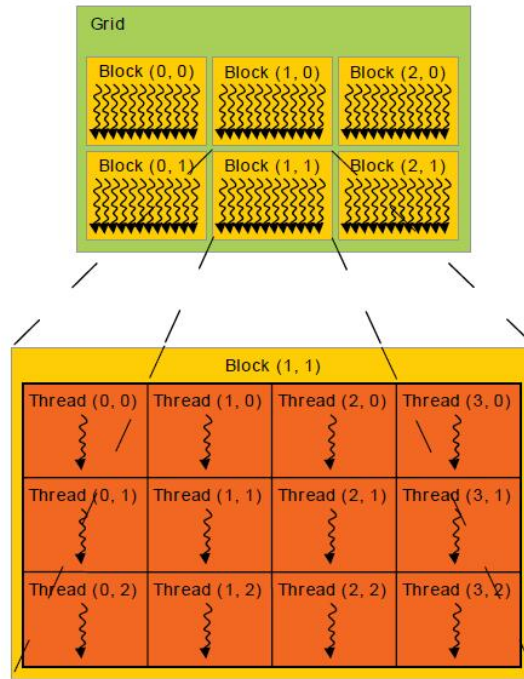 Grid
Block (0, 0) Block (1, 0) Block (2, 0)
Block (0, 1) Block (1, 1) Block (2, 1)
Block (1, 1)
Thread (0, 0) Thread (1, 0) Thread (2, 0) Thread (3, 0)
Thread (0, 1) Thread (1, 1) Thread (2, 1) Thread (3, 1)
Thread (0, 2) Thread (1, 2) Thread (2, 2) Thread (3, 2)